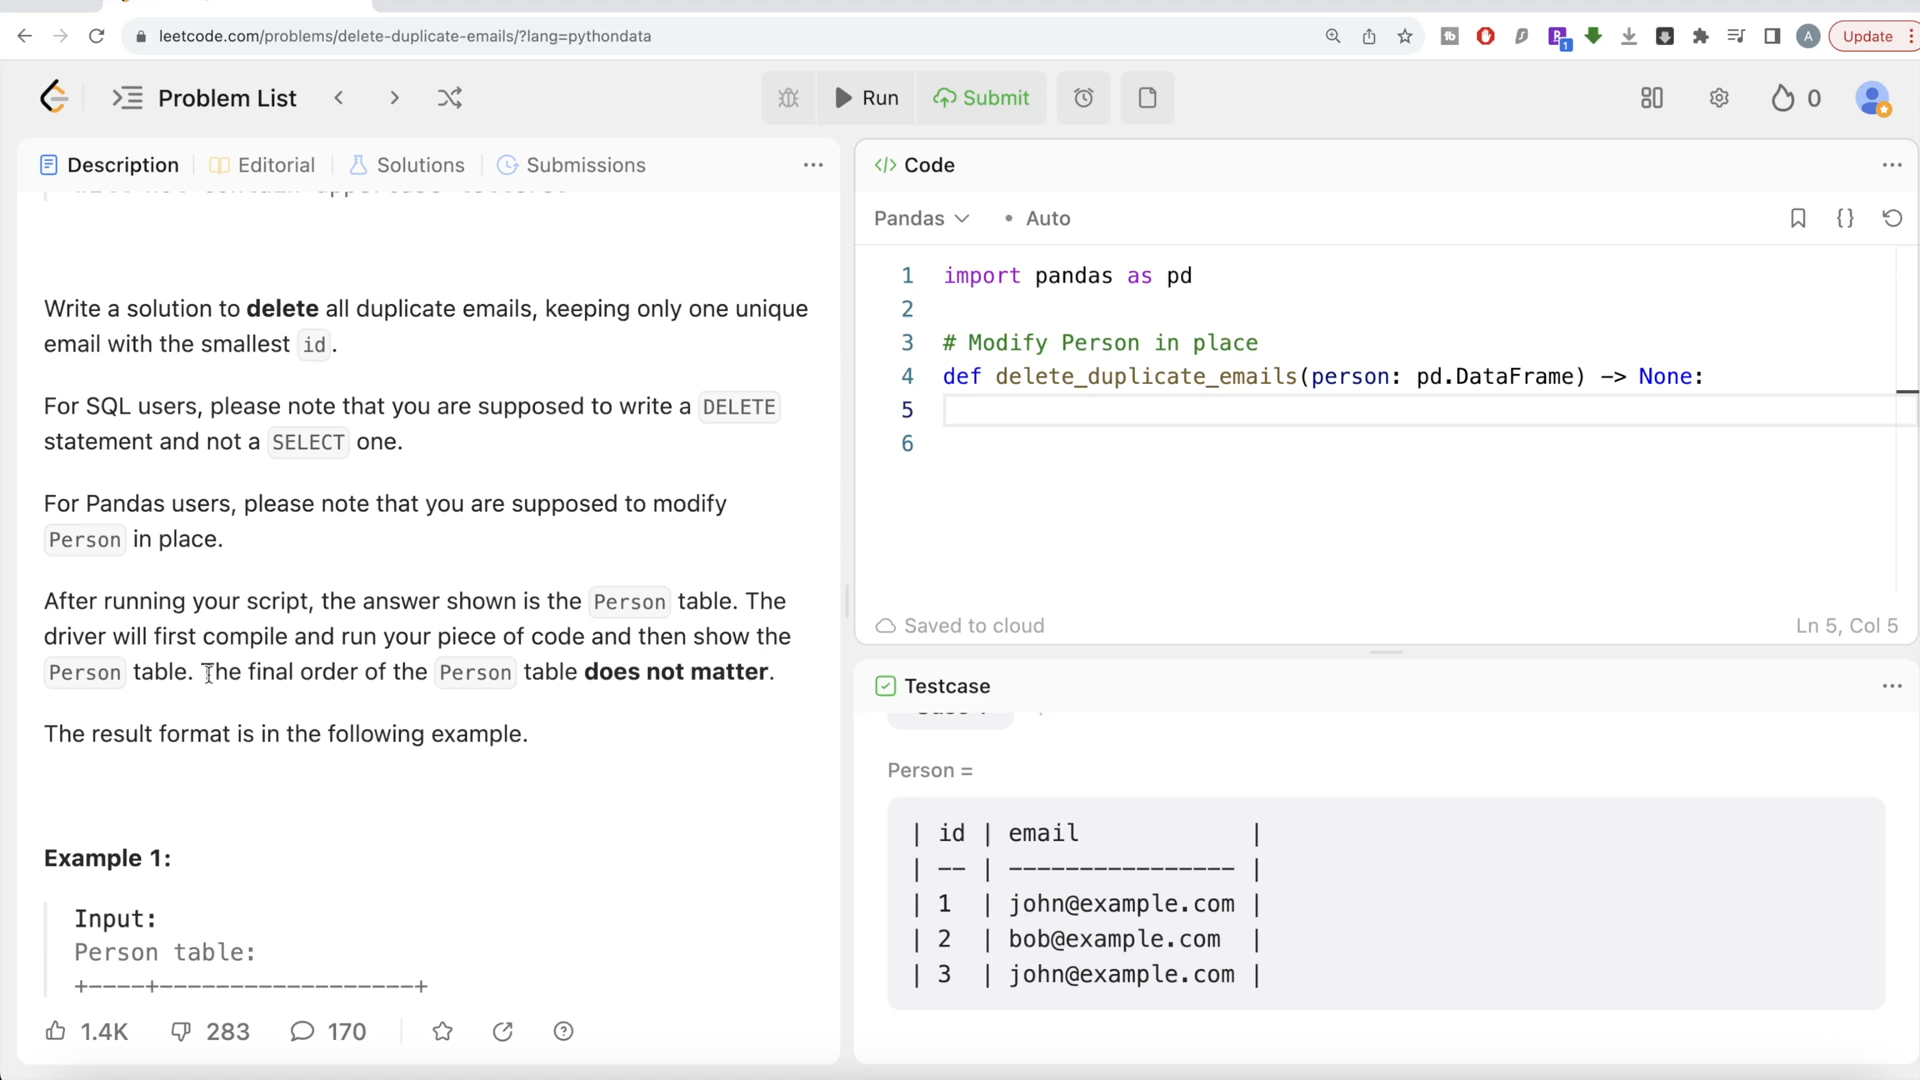 leetcode.com/problems/delete-duplicate-emails/?lang=pythondata
1
A
Update
Problem List
Run
Submit
0
Description
Editorial
Solutions
Submissions
Write a solution to delete all duplicate emails, keeping only one unique
email with the smallest id.
For SQL users, please note that you are supposed to write a DELETE
statement and not a SELECT one.
For Pandas users, please note that you are supposed to modify
Person in place.
After running your script, the answer shown is the Person table. The
driver will first compile and run your piece of code and then show the
Person table. The final order of the Person table does not matter.
The result format is in the following example.
Example 1:
Input:
Person table:
+----+------------------+
1.4K
283
170
</> Code
Pandas
• Auto
1 import pandas as pd
2
3 # Modify Person in place
4 def delete_duplicate_emails(person: pd.DataFrame) -> None:
5
6
Saved to cloud
Ln 5, Col 5
Testcase
Person =
| id | email            |
| -- | ---------------- |
| 1  | john@example.com |
| 2  | bob@example.com  |
| 3  | john@example.com |